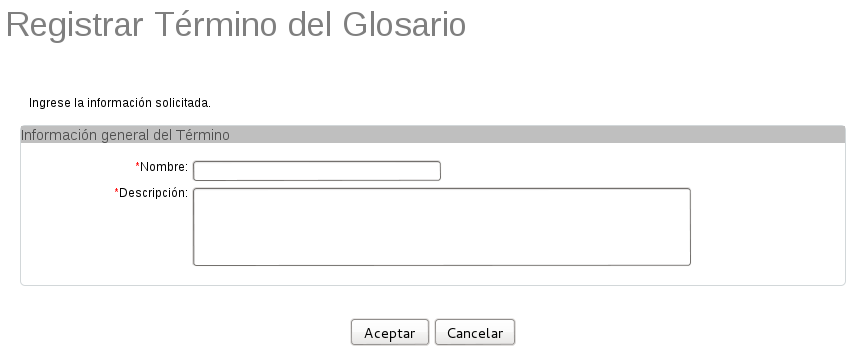 Registrar Término del Glosario
Ingrese la información solicitada.
Información general del Término
*Nombre:
*Descripción:
Aceptar Cancelar